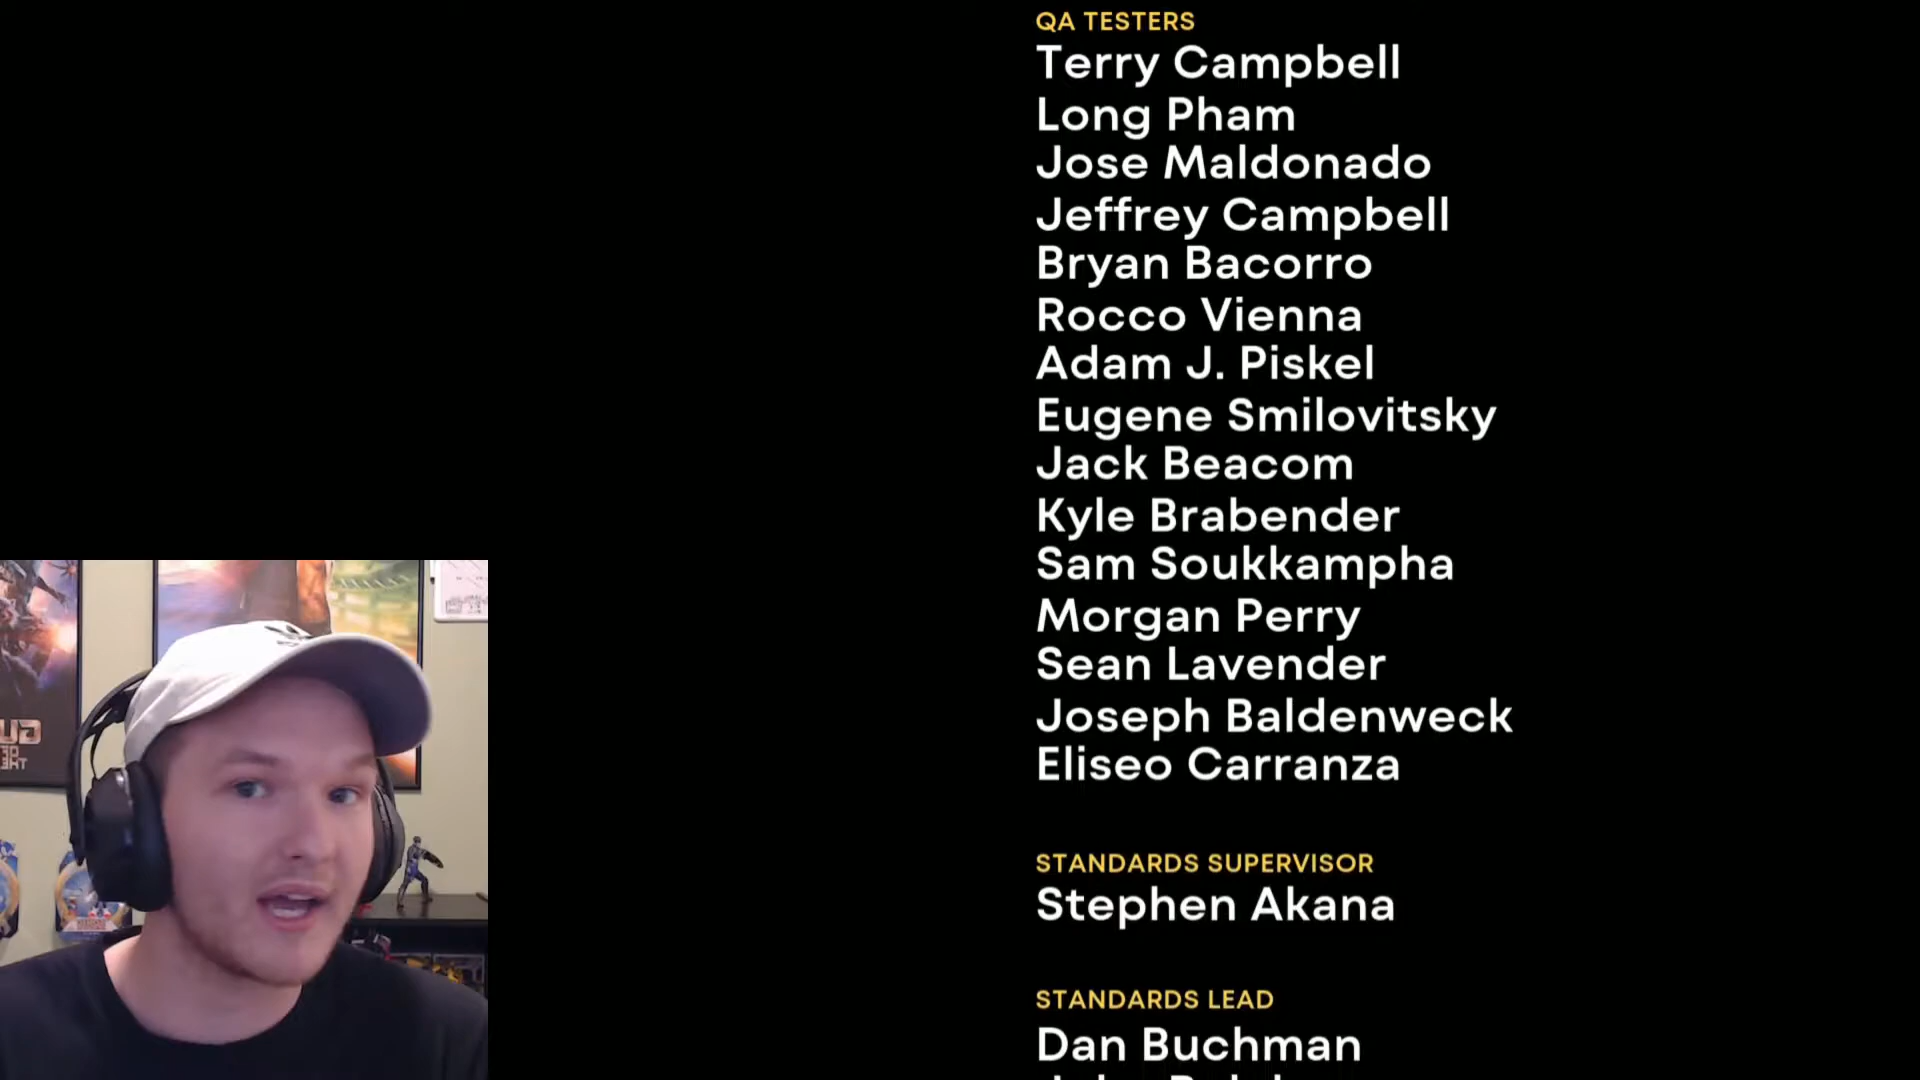 QA TESTERS
Terry Campbell
Long Pham
Jose Maldonado
Jeffrey Campbell
Bryan Bacorro
Rocco Vienna
Adam J. Piskel
Eugene Smilovitsky
Jack Beacom
Kyle Brabender
Sam Soukkampha
Morgan Perry
Sean Lavender
Joseph Baldenweck
Eliseo Carranza
STANDARDS SUPERVISOR
Stephen Akana
STANDARDS LEAD
Dan Buchman